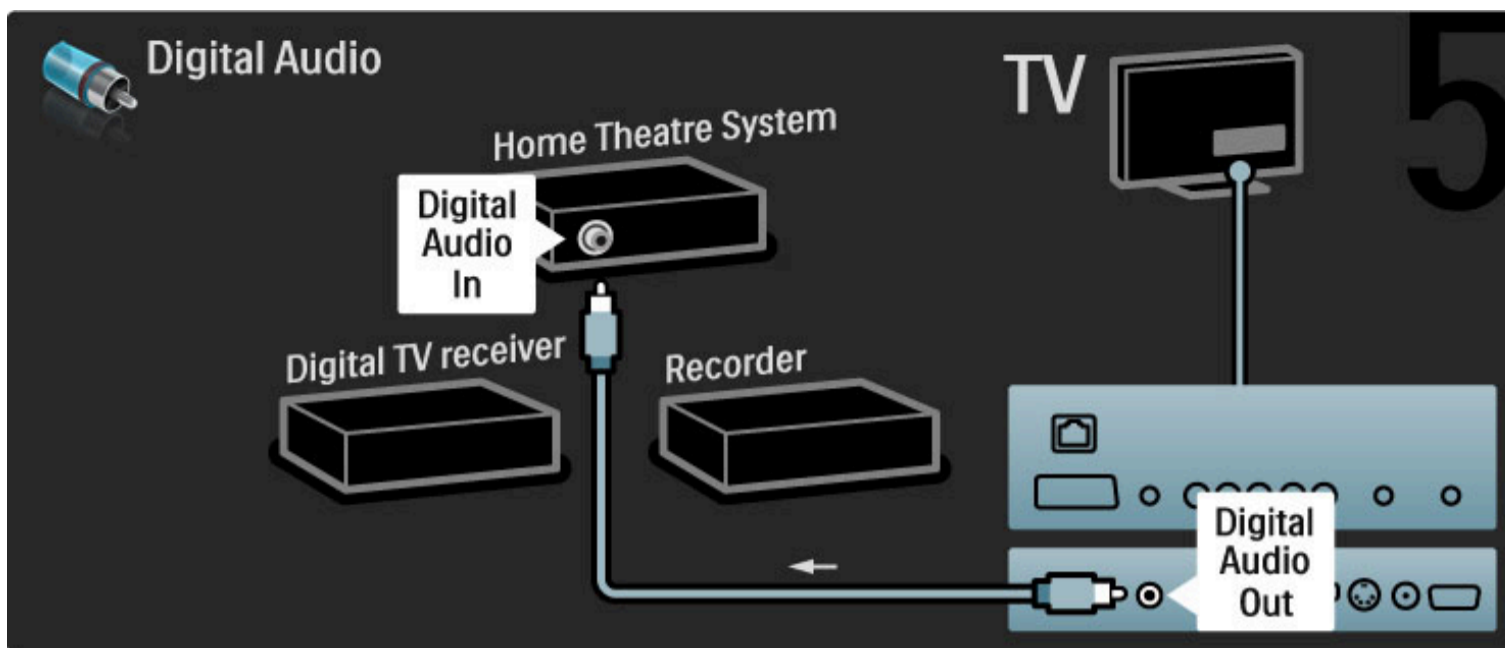 Digital Audio
TV
5
Home Theatre System
Digital
Audio
In
Digital TV receiver
Recorder
Digital
Audio
Out